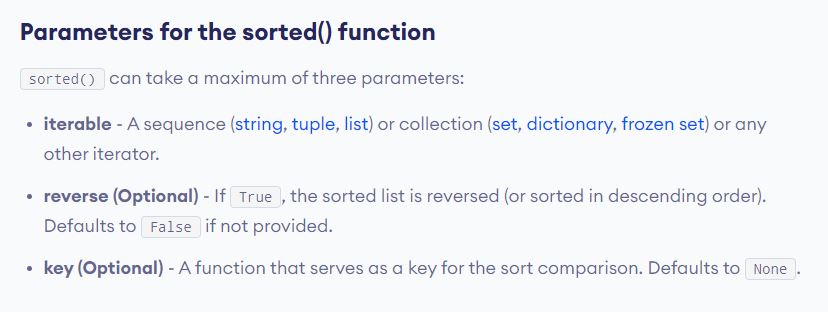 Parameters for the sorted() function
sorted() can take a maximum of three parameters:
• iterable - A sequence (string, tuple, list) or collection (set, dictionary, frozen set) or any
other iterator.
• reverse (Optional) - If True, the sorted list is reversed (or sorted in descending order).
Defaults to False if not provided.
• key (Optional) - A function that serves as a key for the sort comparison. Defaults to None.